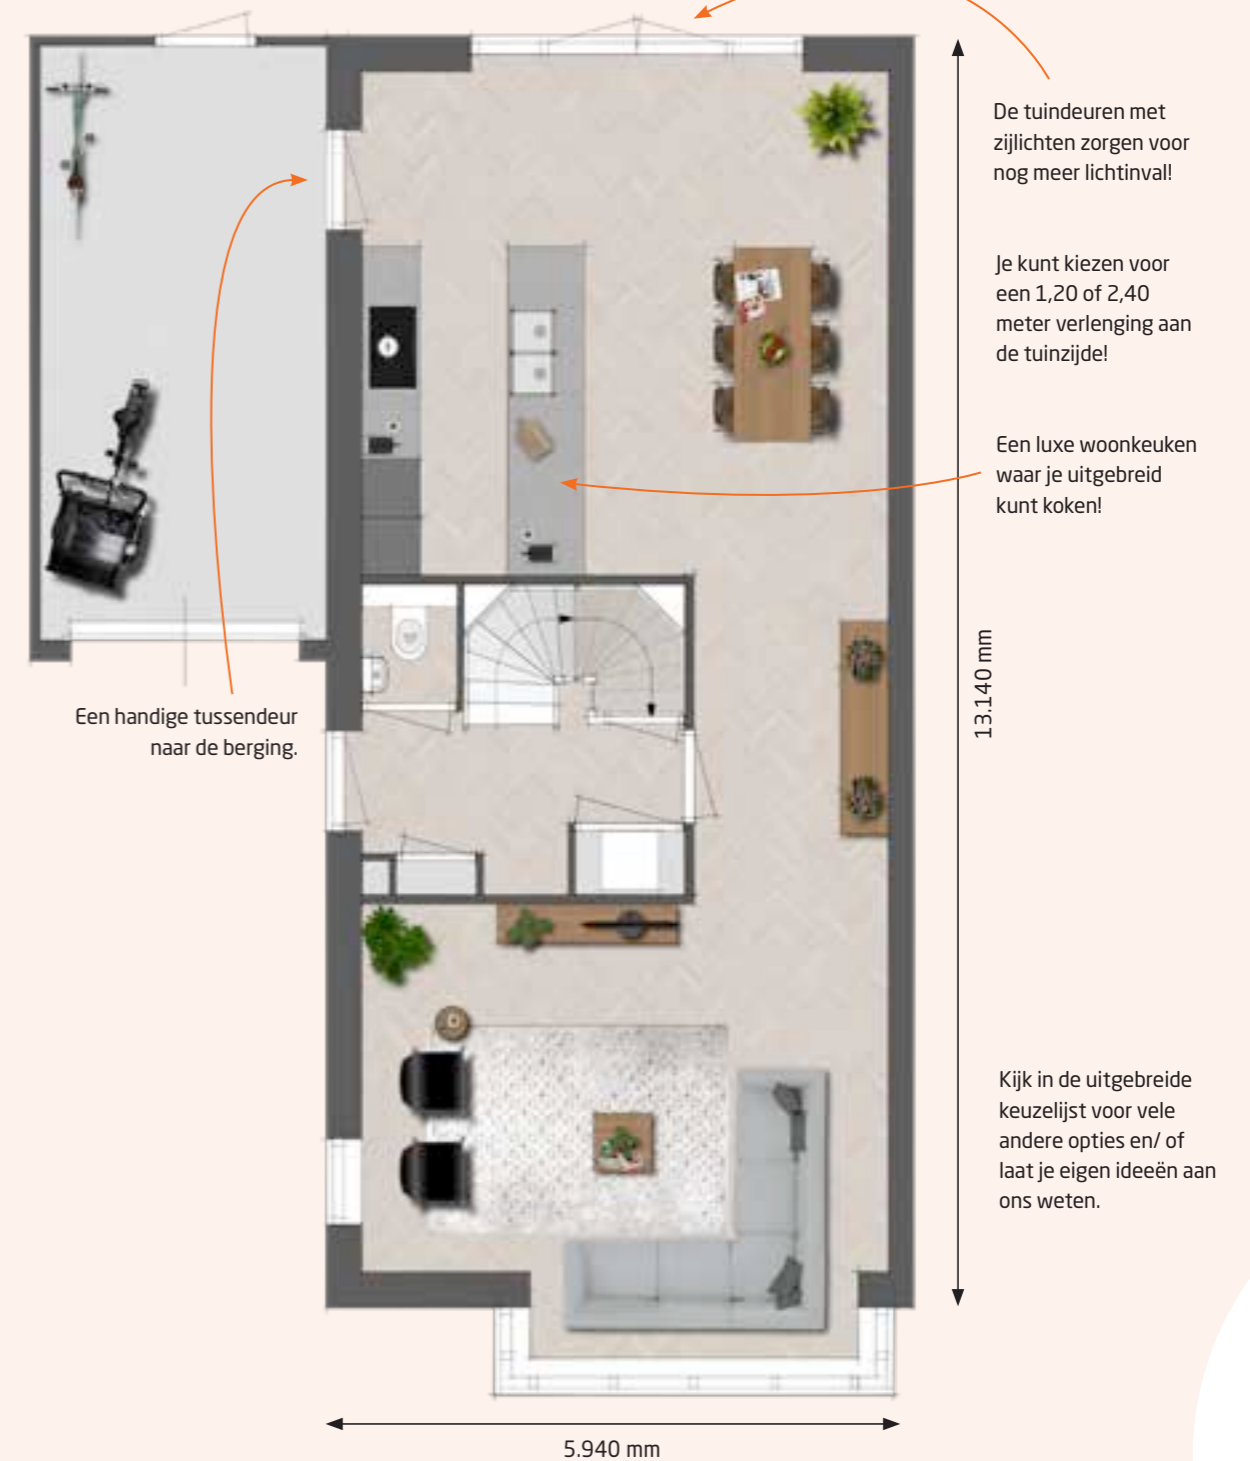 De tuindeuren met
zijlichten zorgen voor
nog meer lichtinval!
Je kunt kiezen voor
een 1,20 of 2,40
meter verlenging aan
de tuinzijde!
Een luxe woonkeuken
waar je uitgebreid
kunt koken!
13.140 mm
Een handige tussendeur
naar de berging.
Kijk in de uitgebreide
keuzelijst voor vele
andere opties en/ of
laat je eigen ideeën aan
ons weten.
5.940 mm